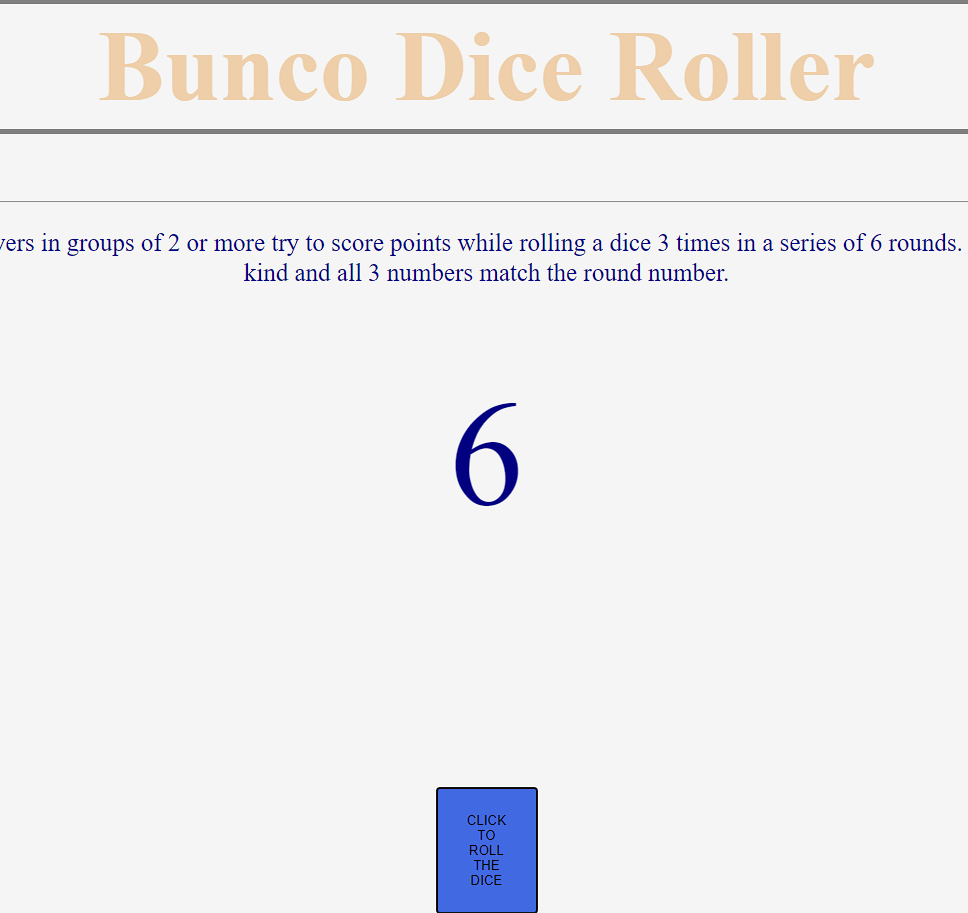 Bunco Dice Roller
in groups of 2 or more try to score points while rolling a dice 3 times in a series of 6 rounds.
kind and all 3 numbers match the round number.
6
CLICK
TO
ROLL
THE
DICE